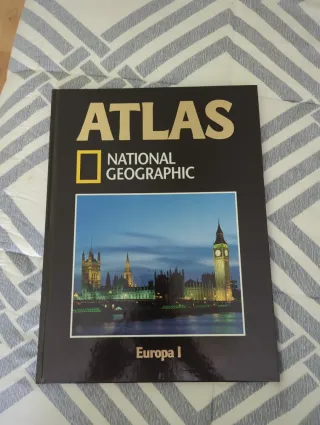 ATLAS
NATIONAL
GEOGRAPHIC
Europa I